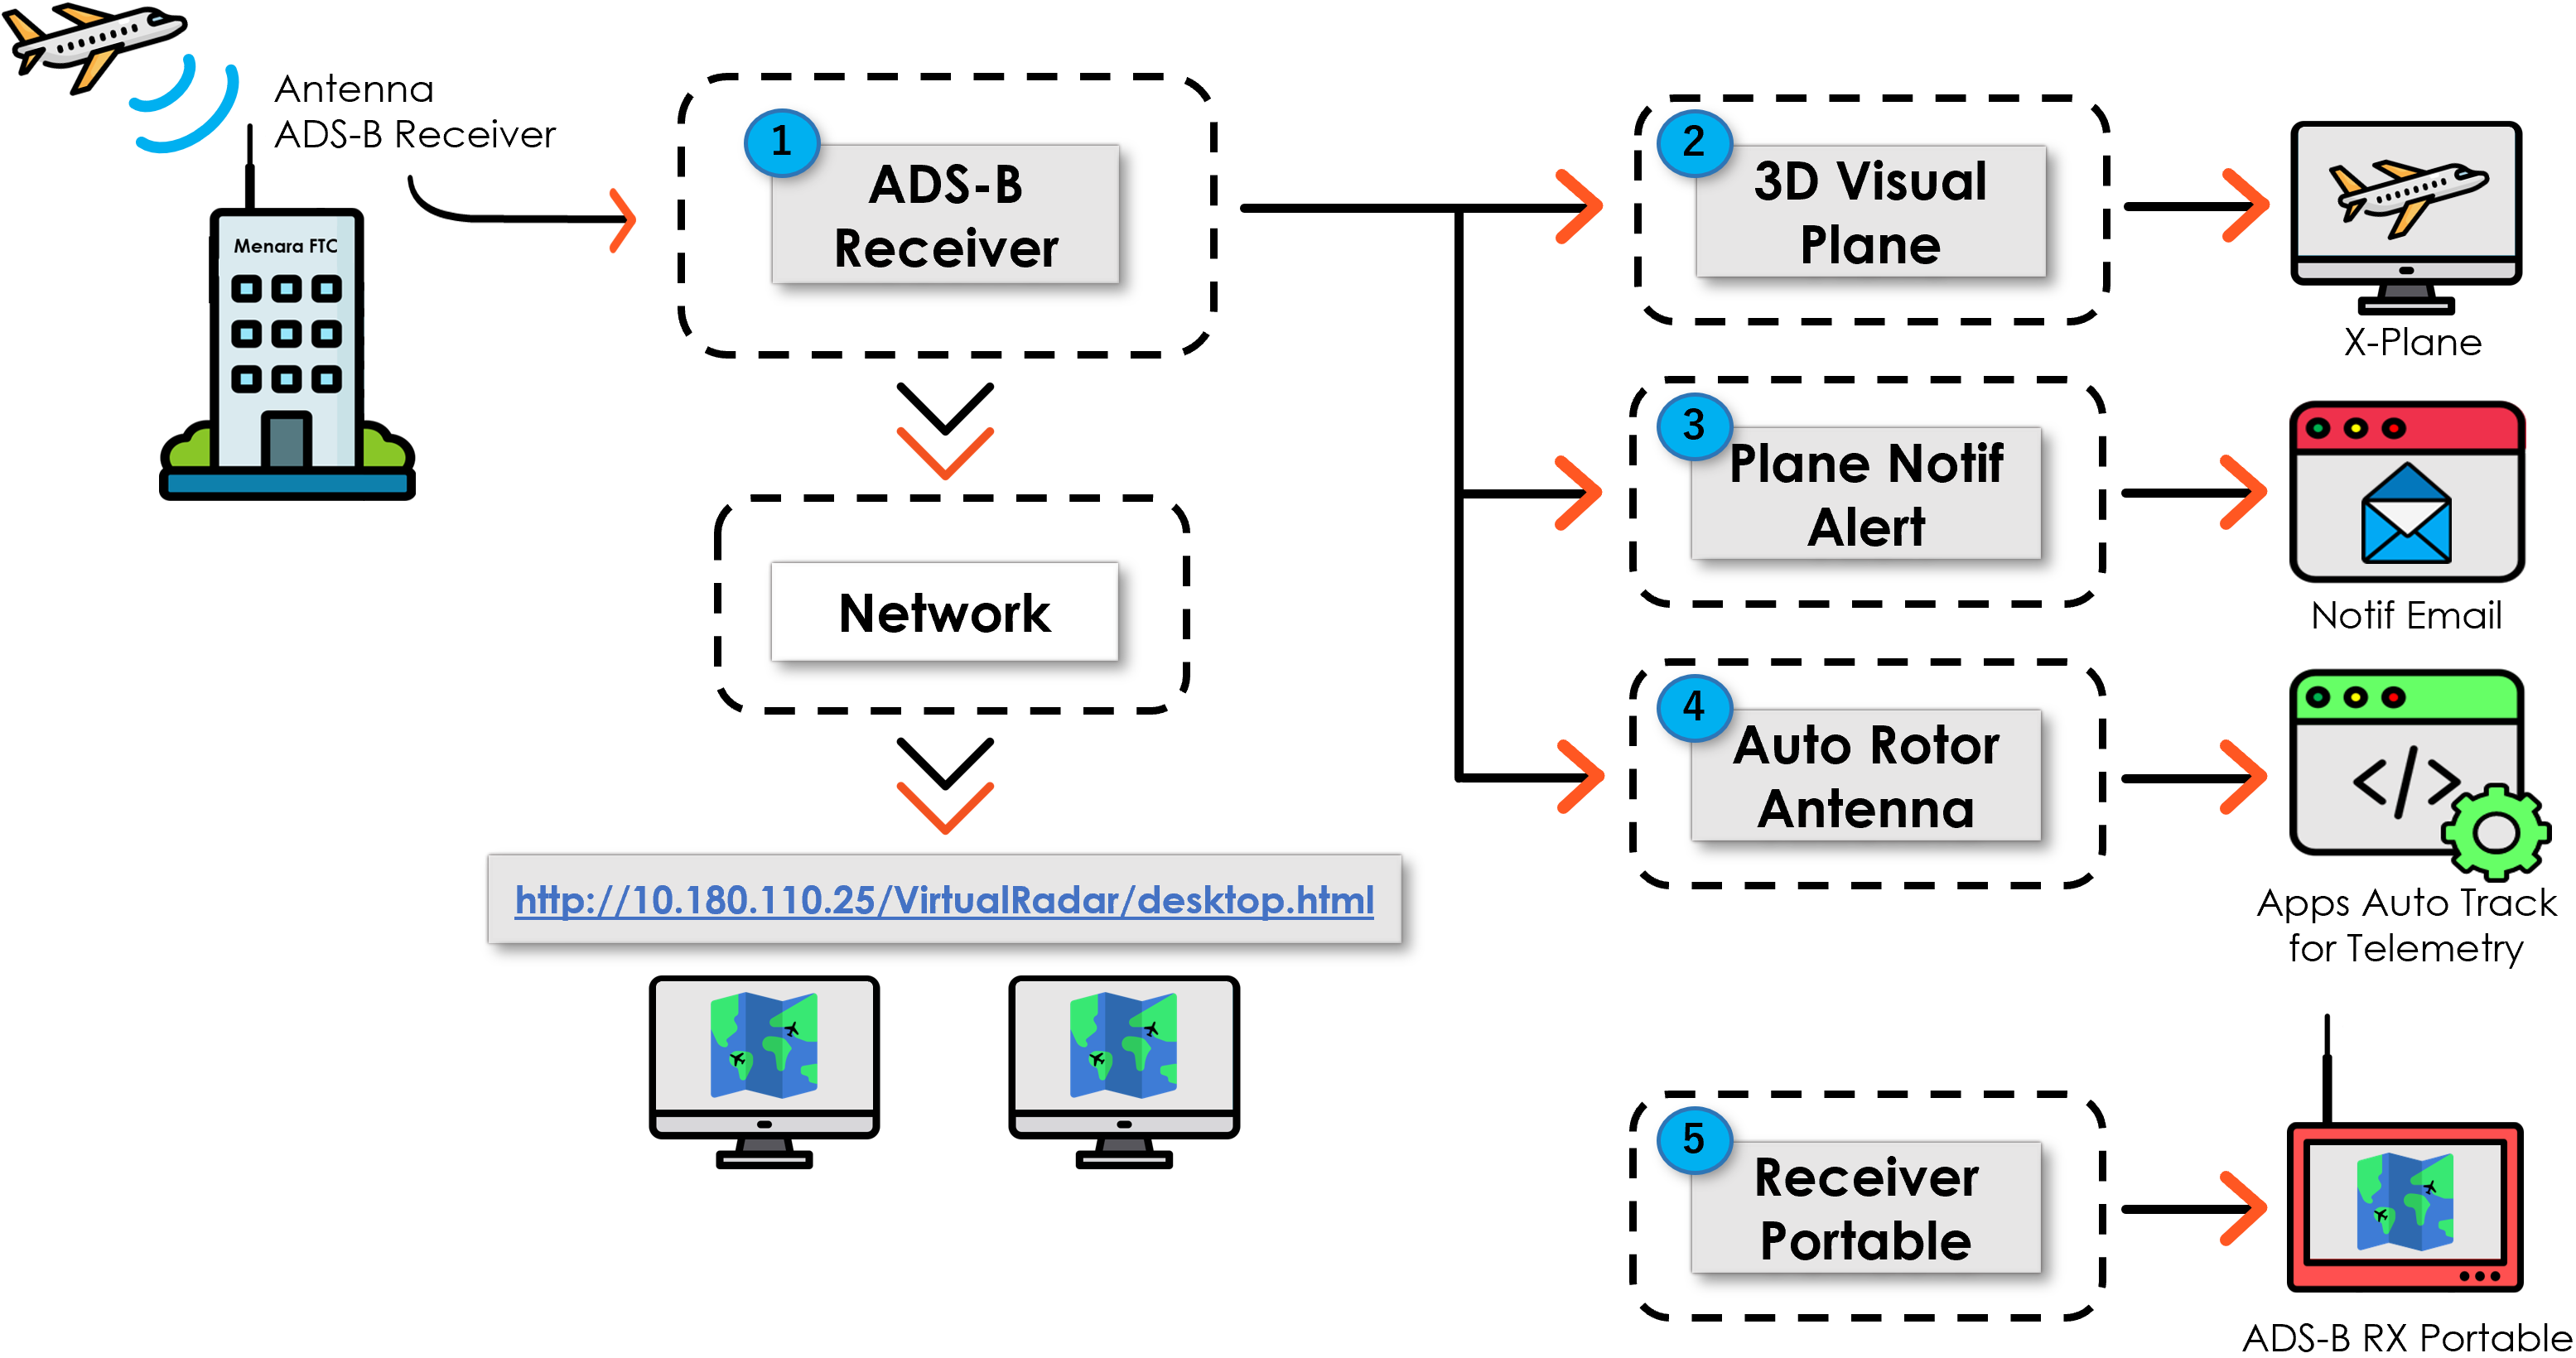 Antenna
ADS-B Receiver
Menara FTC
1
ADS-B
Receiver
Network
http://10.180.110.25/VirtualRadar/desktop.html
2
3D Visual
Plane
X-Plane
3
Plane Notif
Alert
Notif Email
4
Auto Rotor
Antenna
</>
Apps Auto Track
for Telemetry
5
Receiver
Portable
ADS-B RX Portable